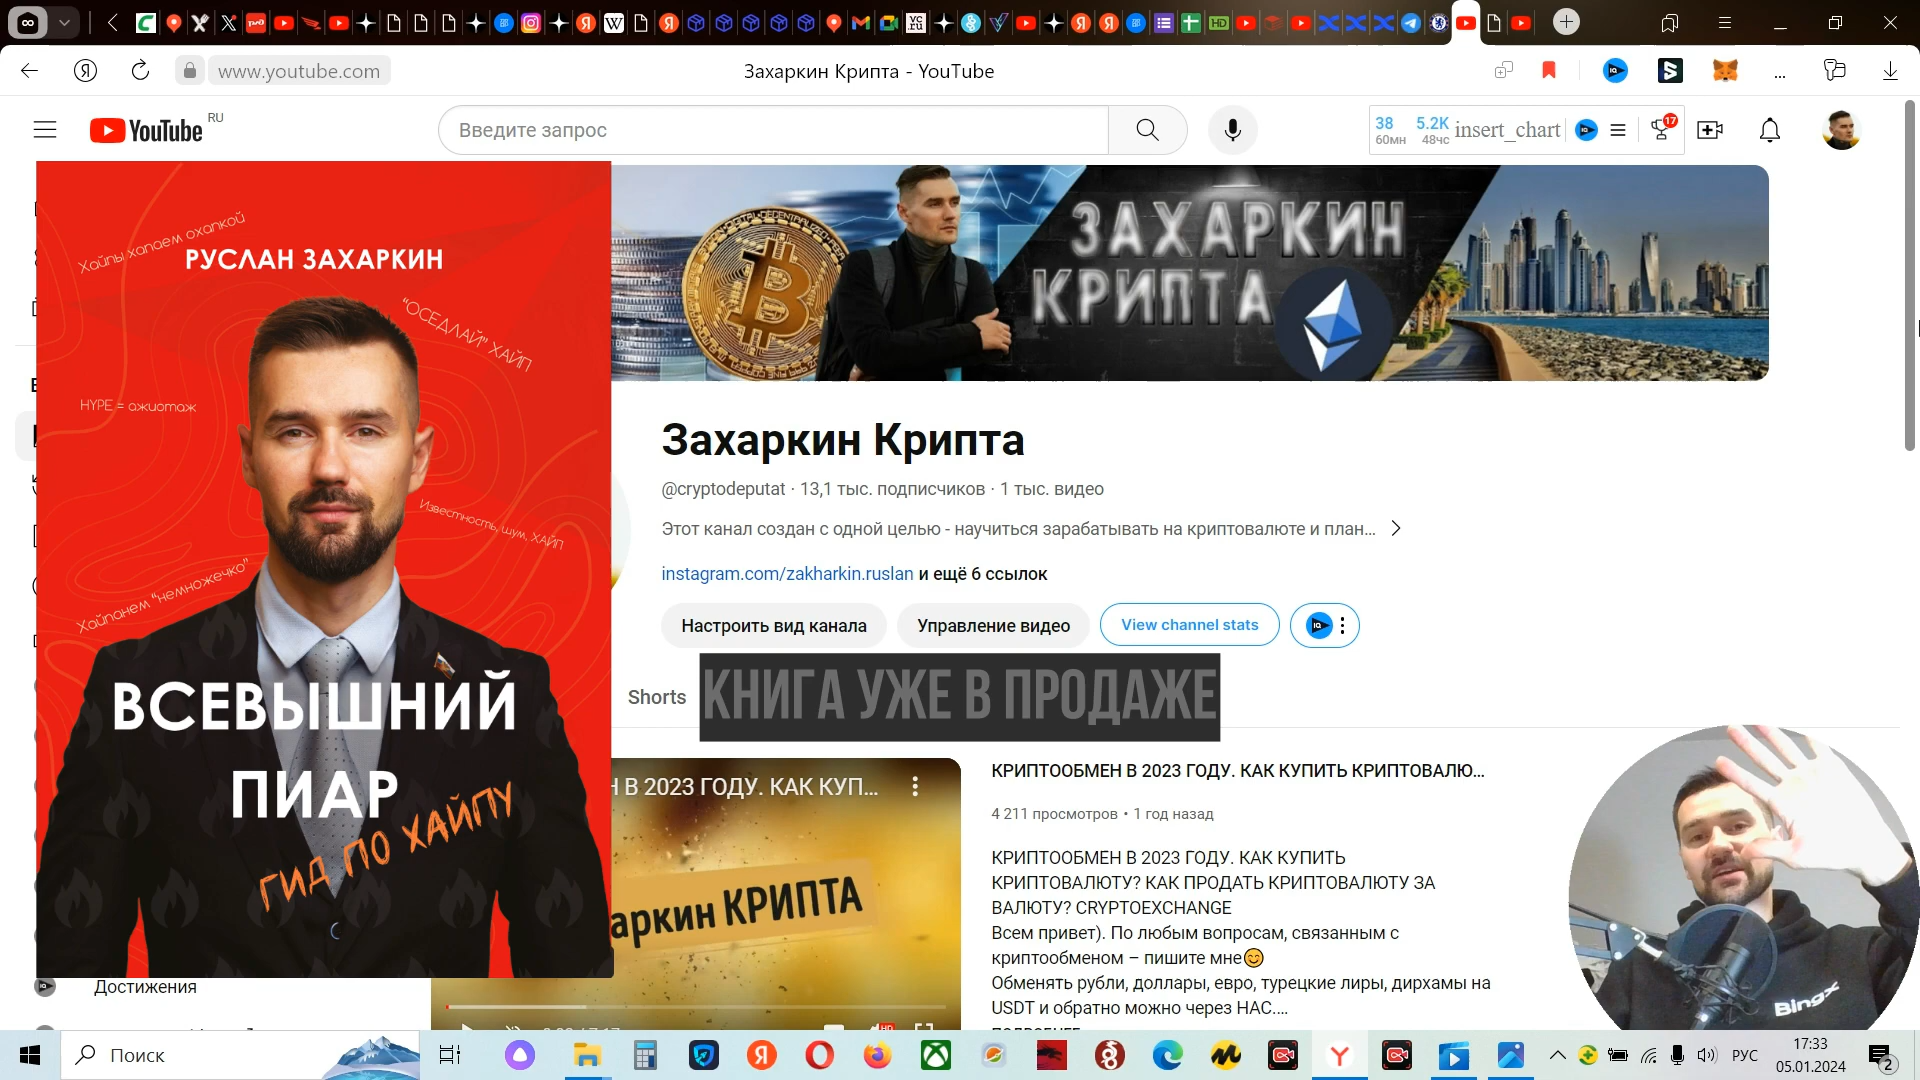 www.youtube.com
Захаркин Крипта - YouTube
YouTube RU
Введите запрос
38
60мн
5.2K
48чс
insert_chart
17
ЗАХАРКИН
КРИПТА
Хайпы хапаем охапкой
РУСЛАН ЗАХАРКИН
"ОСЕДЛАЙ" ХАЙП
HYPE = ажиотаж
Известность, шум, ХАЙП
Хайпанем "немножечко"
ВСЕВЫШНИЙ
ПИАР
ГИД ПО ХАЙПУ
Захаркин Крипта
@cryptodeputat · 13,1 тыс. подписчиков · 1 тыс. видео
Этот канал создан с одной целью - научиться зарабатывать на криптовалюте и план...
instagram.com/zakharkin.ruslan и ещё 6 ссылок
Настроить вид канала
Управление видео
View channel stats
Shorts
КНИГА УЖЕ В ПРОДАЖЕ
В 2023 ГОДУ. КАК КУП...
аркин КРИПТА
КРИПТООБМЕН В 2023 ГОДУ. КАК КУПИТЬ КРИПТОВАЛЮ...
4 211 просмотров • 1 год назад
КРИПТООБМЕН В 2023 ГОДУ. КАК КУПИТЬ
КРИПТОВАЛЮТУ? КАК ПРОДАТЬ КРИПТОВАЛЮТУ ЗА
ВАЛЮТУ? CRYPTOEXCHANGE
Всем привет). По любым вопросам, связанным с
криптообменом – пишите мне
Обменять рубли, доллары, евро, турецкие лиры, дирхамы на
USDT и обратно можно через НАС....
BingX
Достижения
Поиск
РУС
17:33
05.01.2024
2